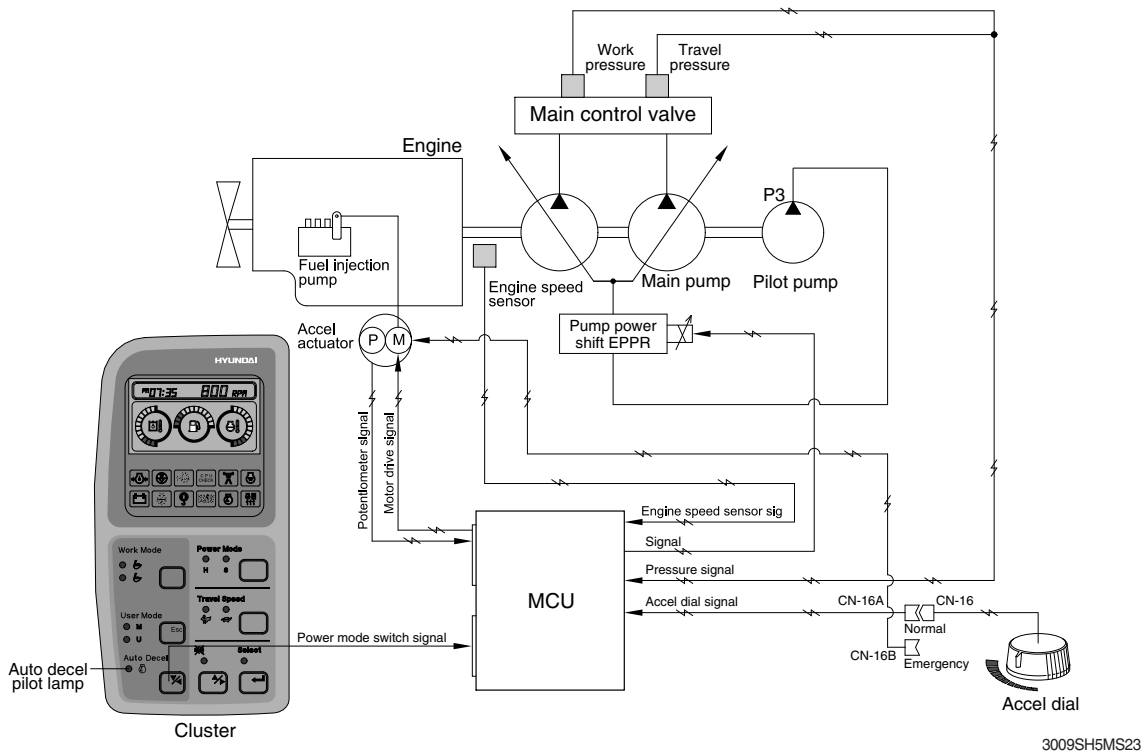 Work
pressure
Travel
pressure
Main control valve
Engine
P3
Fuel injection
pump
Engine speed
sensor
Main pump
Pilot pump
Accel
actuator
P
M
Pump power
shift EPPR
HYUNDAI
PM 07:35 800 RPM
CPU
CHECK
Potentiometer signal
Motor drive signal
Engine speed sensor sig
Signal
Pressure signal
MCU
Accel dial signal
CN-16A
CN-16
Normal
CN-16B
Emergency
Accel dial
Work Mode
Power Mode
H
S
Travel Speed
User Mode
M
U
Esc
Auto Decel
Select
Power mode switch signal
Auto decel
pilot lamp
Cluster
3009SH5MS23